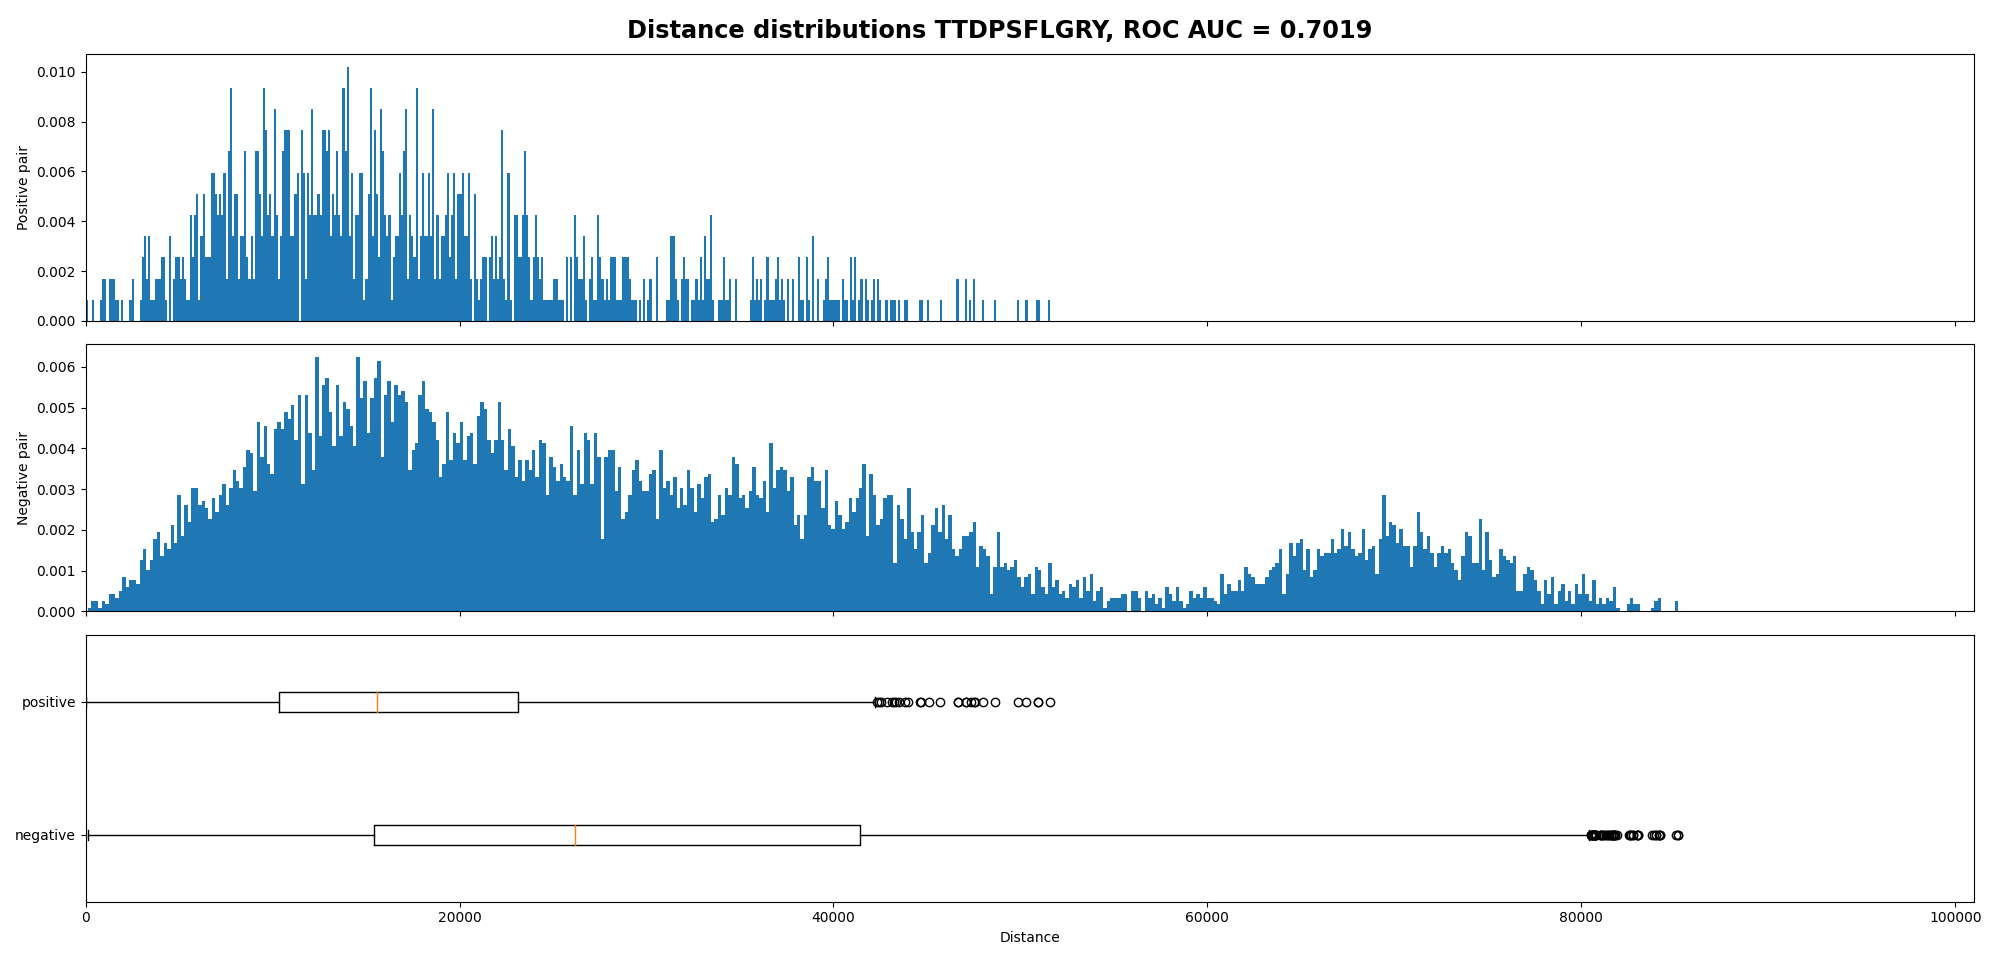 Distance distributions TTDPSFLGRY, ROC AUC = 0.7019
0.010
0.008
0.006
0.004
0.002
0.000
Positive pair
0.006
0.005
0.004
0.003
0.002
0.001
0.000
Negative pair
positive
negative
0 20000 40000 60000 80000 100000
Distance